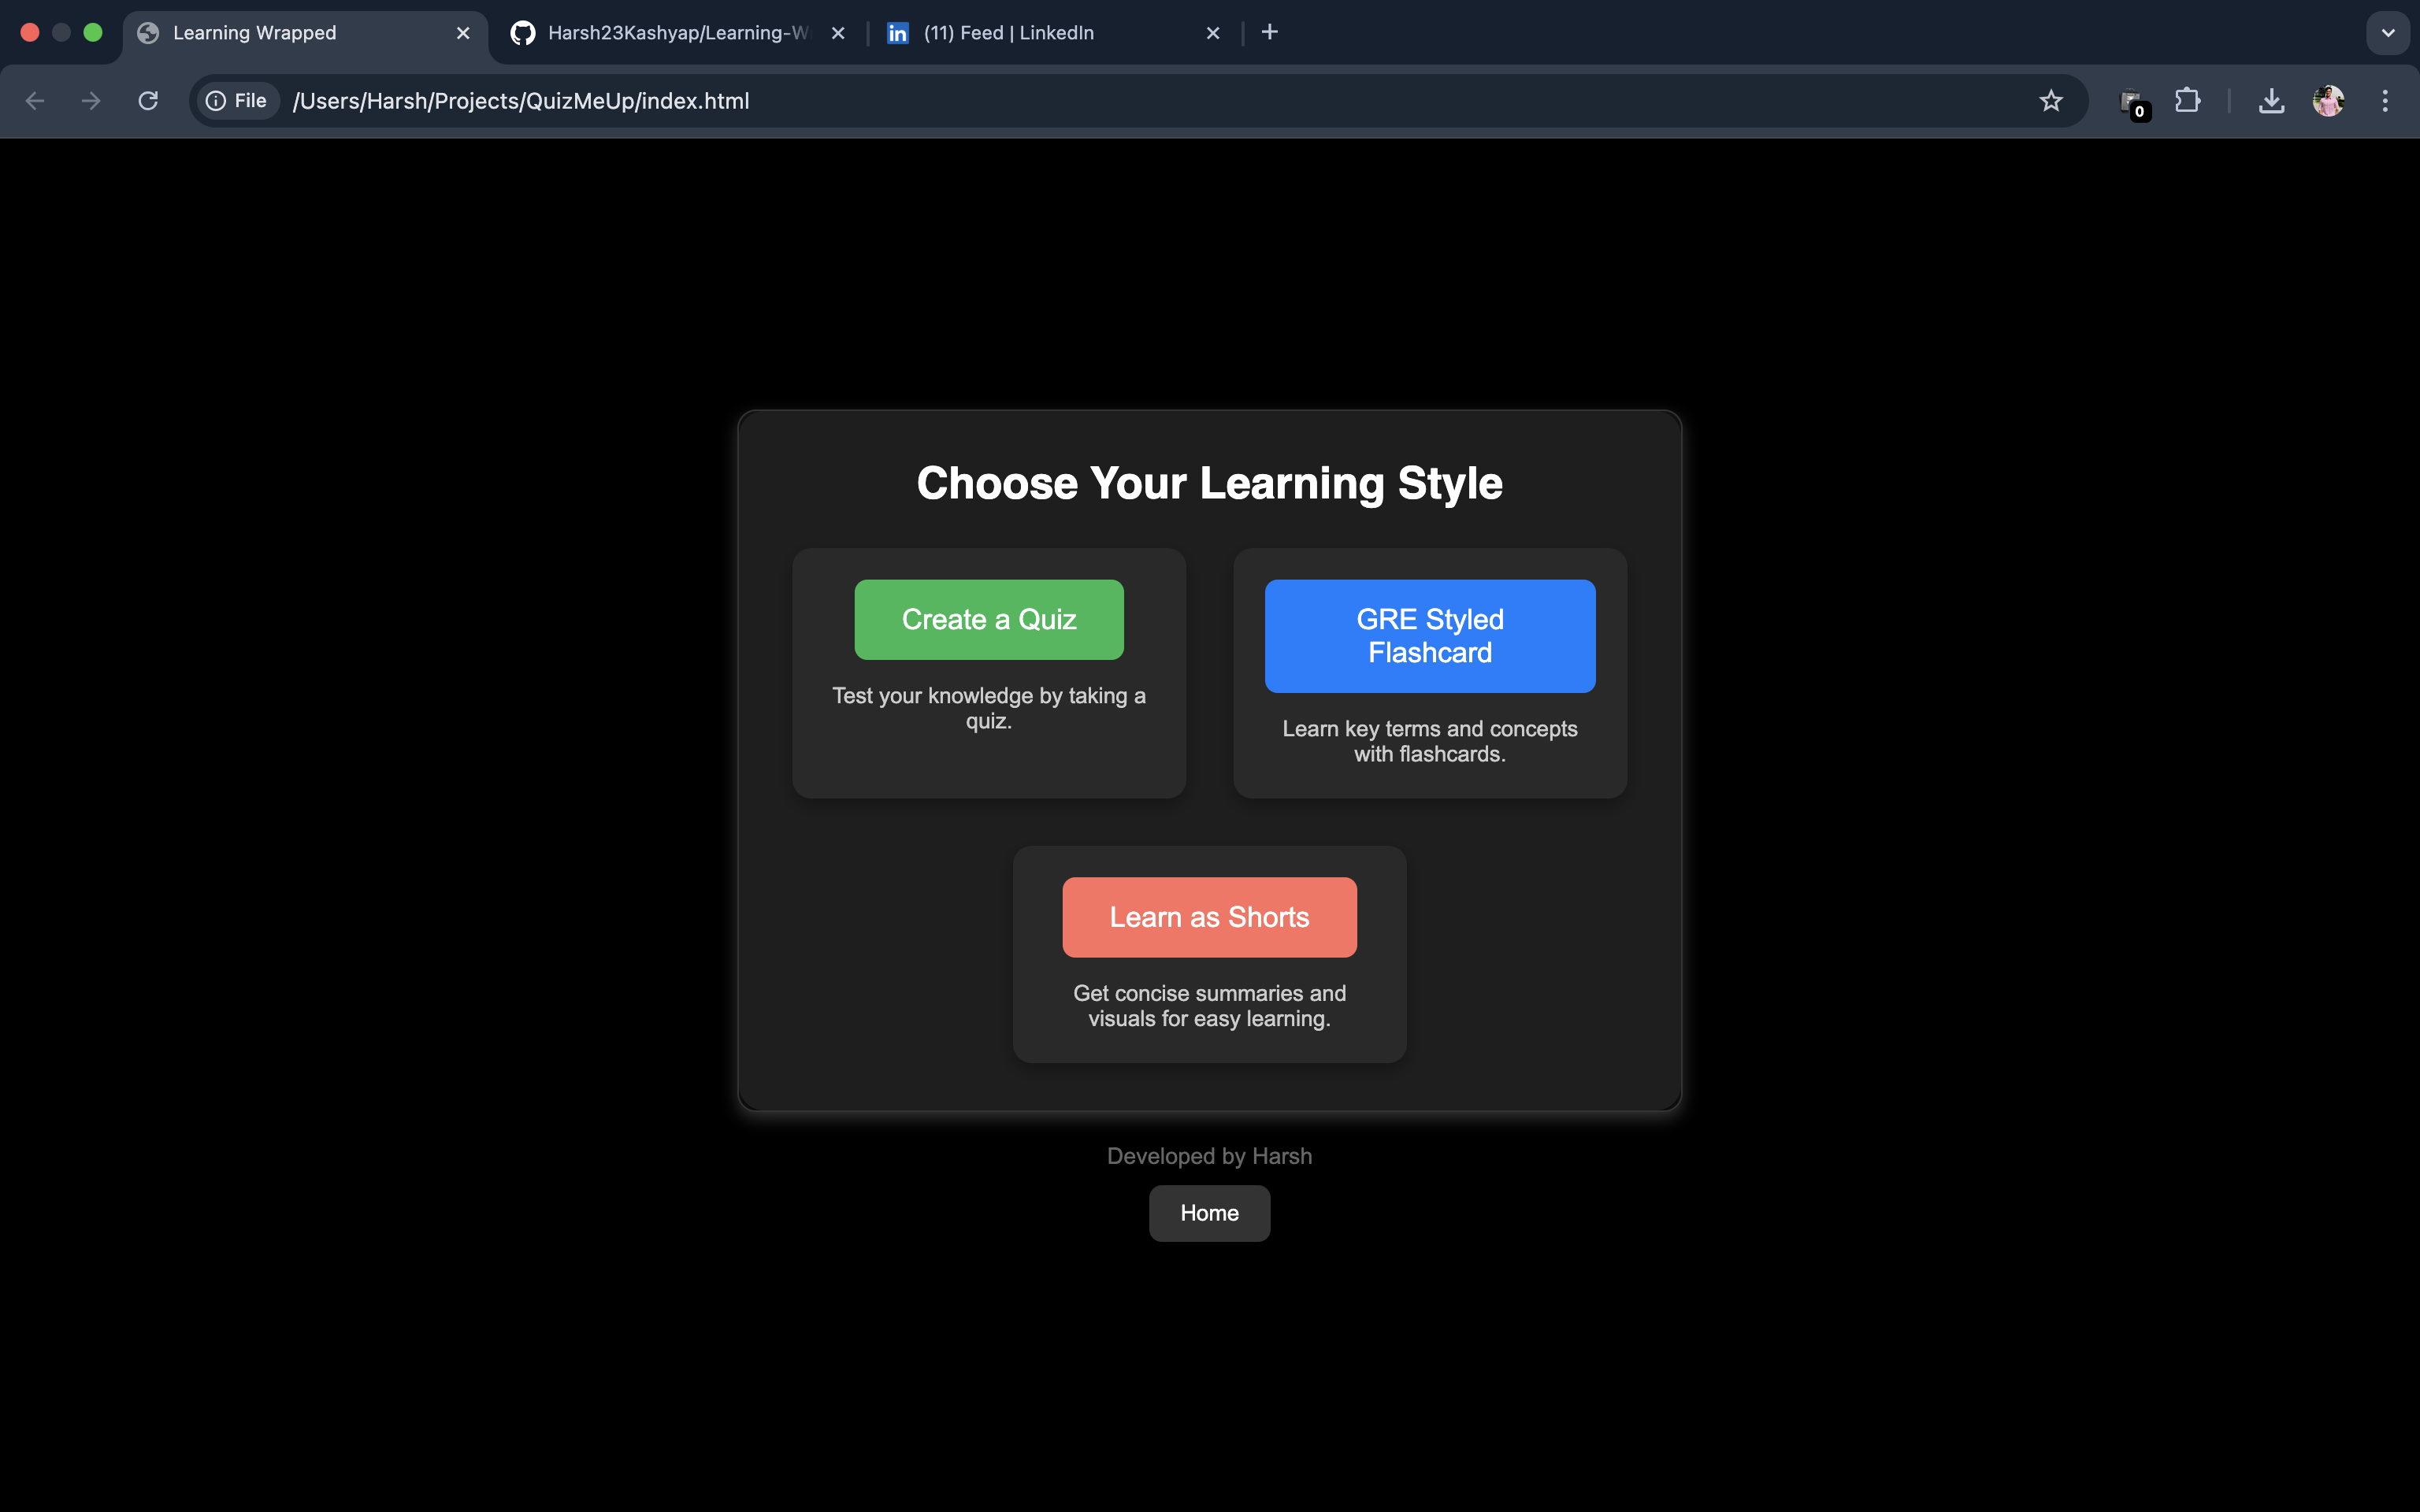 Learning Wrapped
Harsh23Kashyap/Learning-W
(11) Feed | LinkedIn
File
/Users/Harsh/Projects/QuizMeUp/index.html
0
Choose Your Learning Style
Create a Quiz
Test your knowledge by taking a
quiz.
GRE Styled
Flashcard
Learn key terms and concepts
with flashcards.
Learn as Shorts
Get concise summaries and
visuals for easy learning.
Developed by Harsh
Home